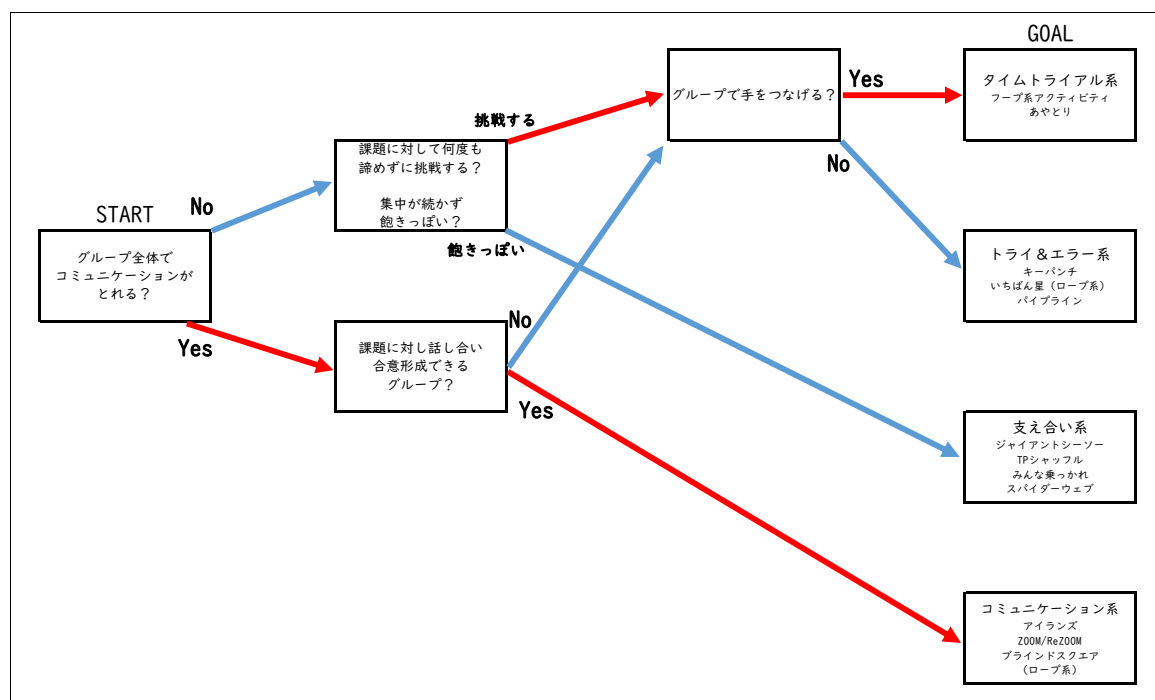 START
グループ全体で
コミュニケーションが
とれる？
No
Yes
課題に対して何度も
諦めずに挑戦する？
集中が続かず
飽きっぽい？
挑戦する
飽きっぽい
課題に対し話し合い
合意形成できる
グループ？
No
Yes
グループで手をつなげる？
Yes
No
GOAL
タイムトライアル系
フープ系アクティビティ
あやとり
トライ＆エラー系
キーパンチ
いちばん星（ロープ系）
パイプライン
支え合い系
ジャイアントシーソー
TPシャッフル
みんな乗っかれ
スパイダーウェブ
コミュニケーション系
アイランズ
ZOOM/ReZOOM
ブラインドスクエア
（ロープ系）